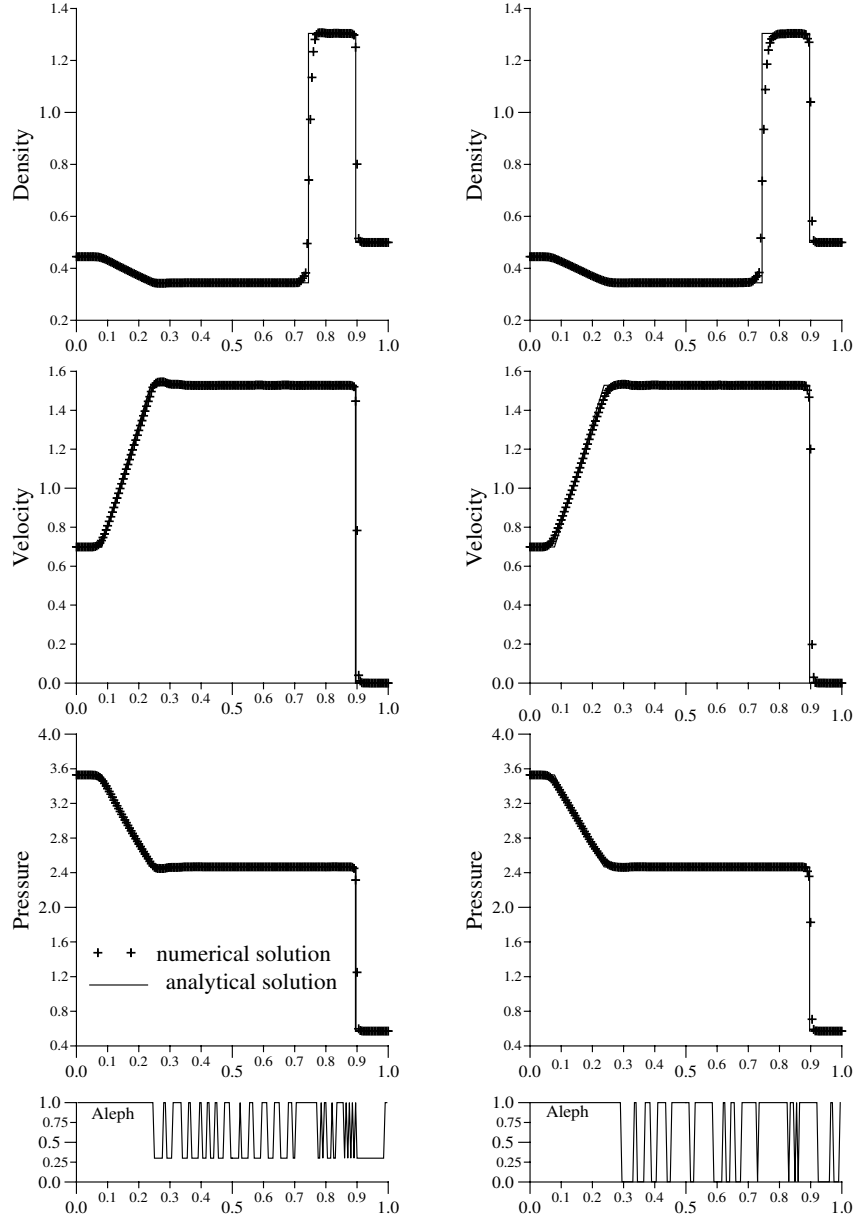 1.4 1.4
1.2 1.2
1.0 1.0
Density Density
0.8 0.8
0.6 0.6
0.4 0.4
0.2 0.2
0.1 0.2 0.3 0.4 0.6 0.7 0.8 0.9 0.1 0.2 0.3 0.4 0.6 0.7 0.8 0.9
0.0 0.5 1.0 0.0 0.5 1.0
1.6 1.6
1.4 1.4
1.2 1.2
1.0 1.0
Velocity Velocity
0.8 0.8
0.6 0.6
0.4 0.4
0.2 0.2
0.0 0.0
0.1 0.2 0.3 0.4 0.6 0.7 0.8 0.9 0.1 0.2 0.3 0.4 0.6 0.7 0.8 0.9
0.0 0.5 1.0 0.0 0.5 1.0
4.0 4.0
3.6 3.6
3.2 3.2
2.8 2.8
2.4 2.4
Pressure Pressure
2.0 2.0
1.6 1.6
numerical solution
1.2 1.2
analytical solution
0.8 0.8
0.4 0.4
0.1 0.2 0.3 0.4 0.6 0.7 0.8 0.9 0.1 0.2 0.3 0.4 0.6 0.7 0.8 0.9
0.0 0.5 1.0 0.0 0.5 1.0
1.0 1.0
Aleph Aleph
0.75 0.75
0.5 0.5
0.25 0.25
0.0 0.0
0.1 0.2 0.3 0.4 0.6 0.7 0.8 0.9 0.1 0.2 0.3 0.4 0.6 0.7 0.8 0.9
0.0 0.5 1.0 0.0 0.5 1.0